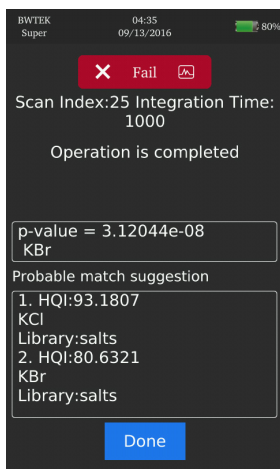 BWTEK 04:35 80%
Super 09/13/2016
Fail
Scan Index:25 Integration Time:
1000
Operation is completed
p-value = 3.12044e-08
KBr
Probable match suggestion
1. HQI:93.1807
KCl
Library:salts
2. HQI:80.6321
KBr
Library:salts
Done